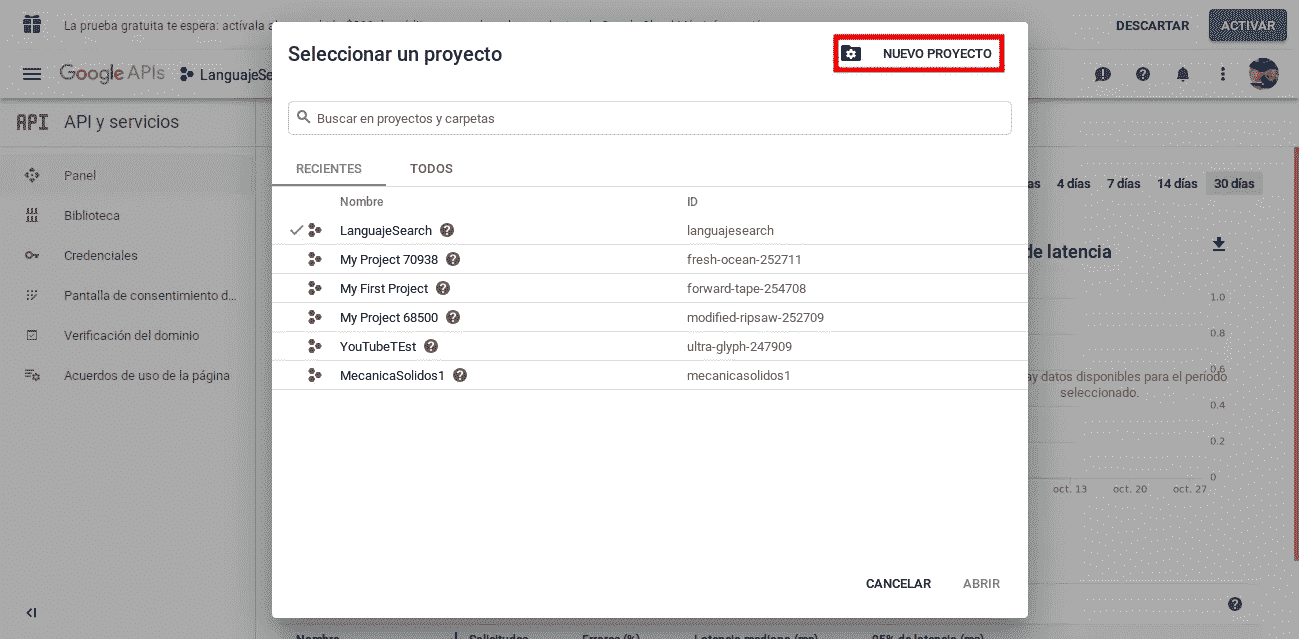 La prueba gratuita te espera: actívala a
DESCARTAR
ACTIVAR
Google APIs
LanguajeSe
API
API y servicios
Panel
Biblioteca
Credenciales
Pantalla de consentimiento d...
Verificación del dominio
Acuerdos de uso de la página
Seleccionar un proyecto
NUEVO PROYECTO
Buscar en proyectos y carpetas
RECIENTES TODOS
Nombre ID
LanguajeSearch languajesearch
My Project 70938 fresh-ocean-252711
My First Project forward-tape-254708
My Project 68500 modified-ripsaw-252709
YouTubeTEst ultra-glyph-247909
MecanicaSolidos1 mecanicasolidos1
CANCELAR ABRIR
as 4 días 7 días 14 días 30 días
de latencia
1.0
0.8
0.6
ay datos disponibles para el período
seleccionado.
0.4
0.2
0
oct. 13 oct. 20 oct. 27
Nombre Solicitudes Errores (%) Latencia mediana (ms) 95% de latencia (ms)